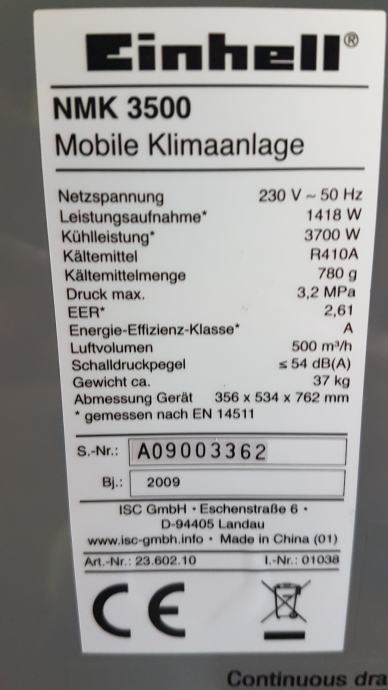 Einhell®
NMK 3500
Mobile Klimaanlage
Netzspannung 230 V ~ 50 Hz
Leistungsaufnahme* 1418 W
Kühlleistung* 3700 W
Kältemittel R410A
Kältemittelmenge 780 g
Druck max. 3,2 MPa
EER* 2,61
Energie-Effizienz-Klasse* A
Luftvolumen 500 m³/h
Schalldruckpegel ≤ 54 dB(A)
Gewicht ca. 37 kg
Abmessung Gerät 356 x 534 x 762 mm
* gemessen nach EN 14511
S.-Nr.: A09003362
Bj.: 2009
ISC GmbH • Eschenstraße 6 •
D-94405 Landau
www.isc-gmbh.info • Made in China (01)
Art.-Nr.: 23.602.10 I.-Nr.: 01038
CE
Continuous dra